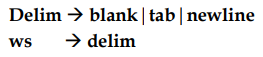 Delim → blank|tab|newline
ws → delim